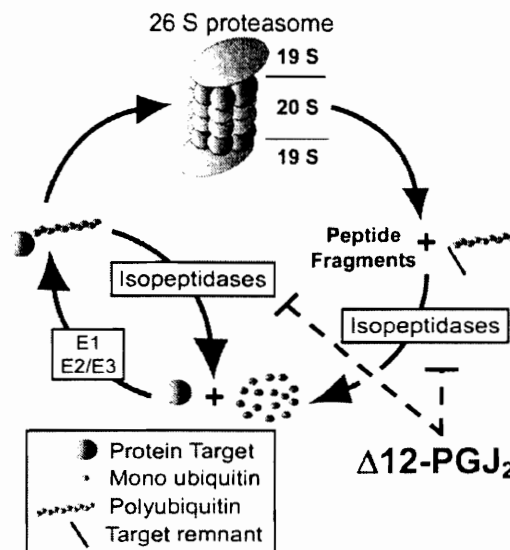 26 S proteasome
19 S
20 S
19 S
Peptide
Fragments
+
Isopeptidases
Isopeptidases
E1
E2/E3
+
Δ12-PGJ₂
Protein Target
Mono ubiquitin
Polyubiquitin
Target remnant